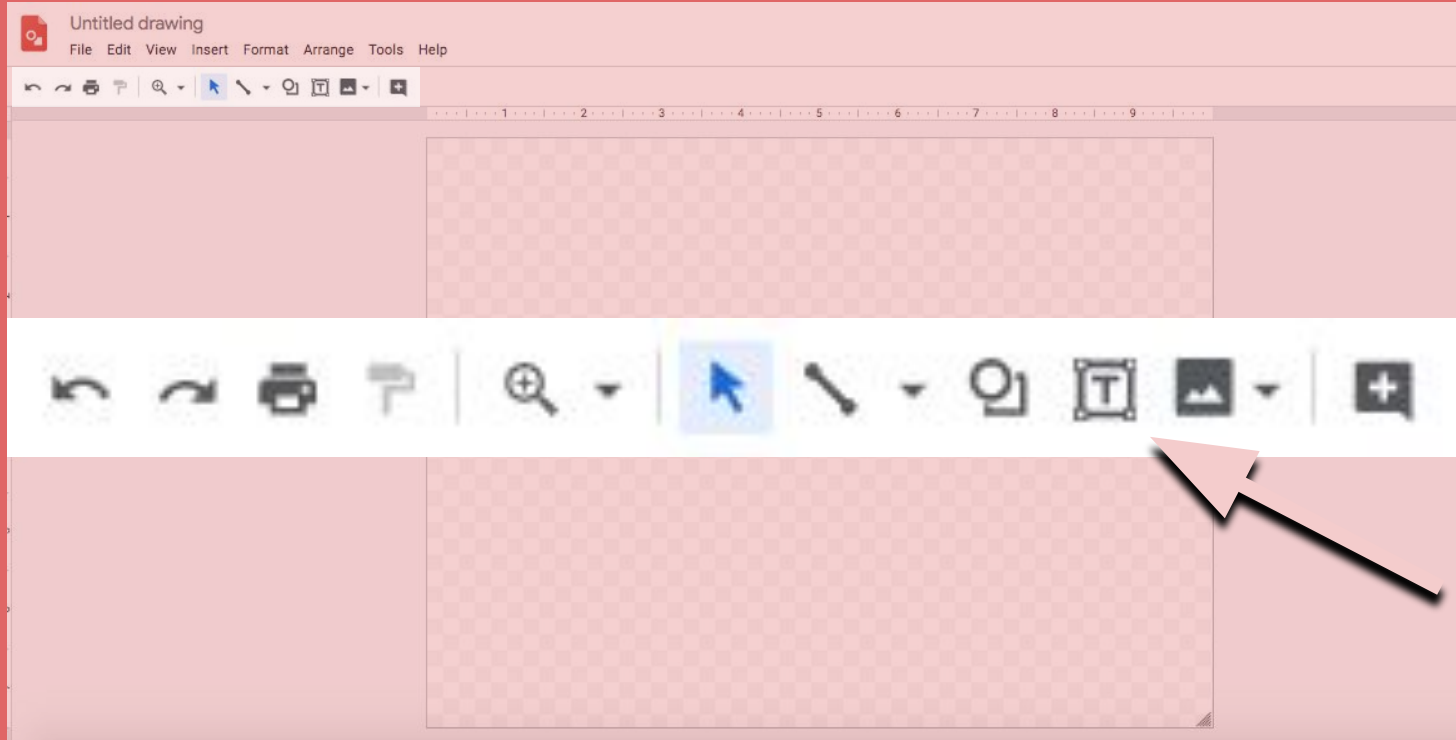 Untitled drawing
File Edit View Insert Format Arrange Tools Help
1 2 3 4 5 6 7 8 9
T
T